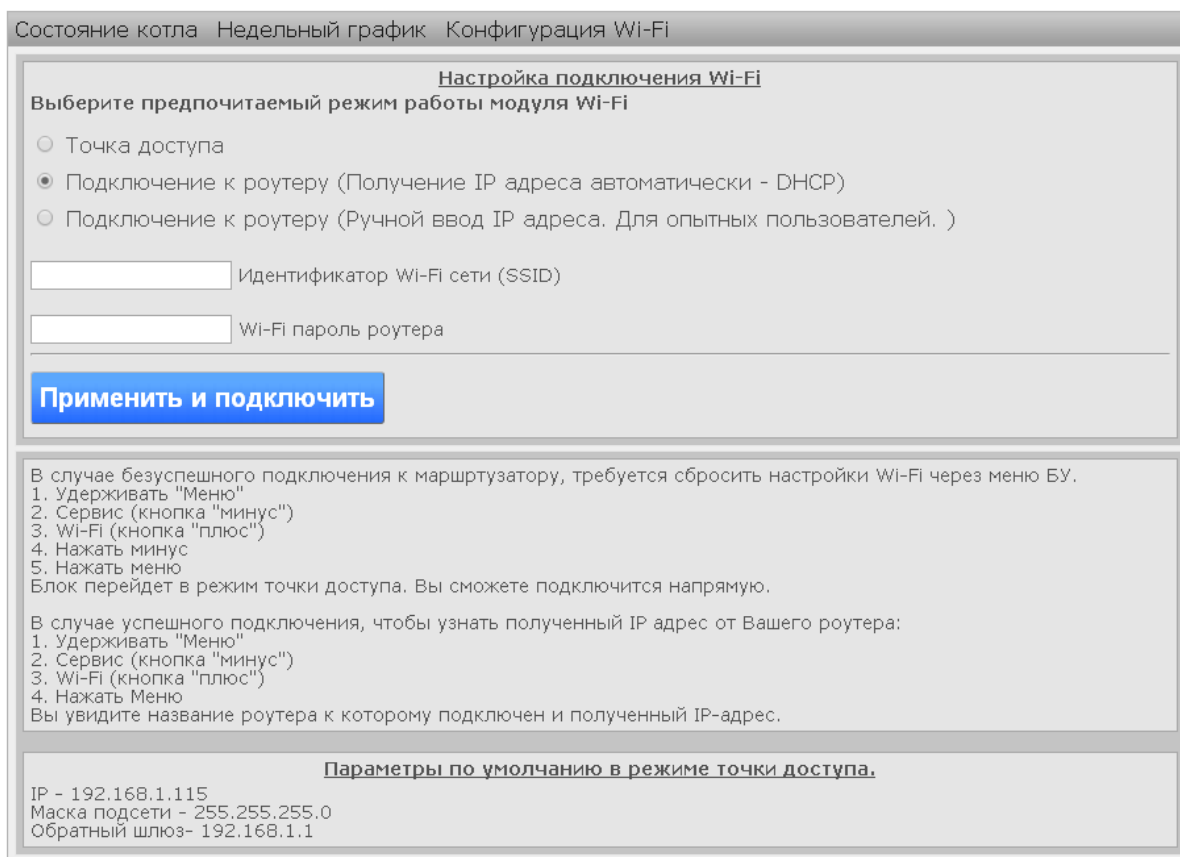 Состояние котла Недельный график Конфигурация Wi-Fi
Настройка подключения Wi-Fi
Выберите предпочитаемый режим работы модуля Wi-Fi
Точка доступа
Подключение к роутеру (Получение IP адреса автоматически - DHCP)
Подключение к роутеру (Ручной ввод IP адреса. Для опытных пользователей. )
Идентификатор Wi-Fi сети (SSID)
Wi-Fi пароль роутера
Применить и подключить
В случае безуспешного подключения к маршртузатору, требуется сбросить настройки Wi-Fi через меню БУ.
1. Удерживать "Меню"
2. Сервис (кнопка "минус")
3. Wi-Fi (кнопка "плюс")
4. Нажать минус
5. Нажать меню
Блок перейдет в режим точки доступа. Вы сможете подключится напрямую.
В случае успешного подключения, чтобы узнать полученный IP адрес от Вашего роутера:
1. Удерживать "Меню"
2. Сервис (кнопка "минус")
3. Wi-Fi (кнопка "плюс")
4. Нажать Меню
Вы увидите название роутера к которому подключен и полученный IP-адрес.
Параметры по умолчанию в режиме точки доступа.
IP - 192.168.1.115
Маска подсети - 255.255.255.0
Обратный шлюз- 192.168.1.1